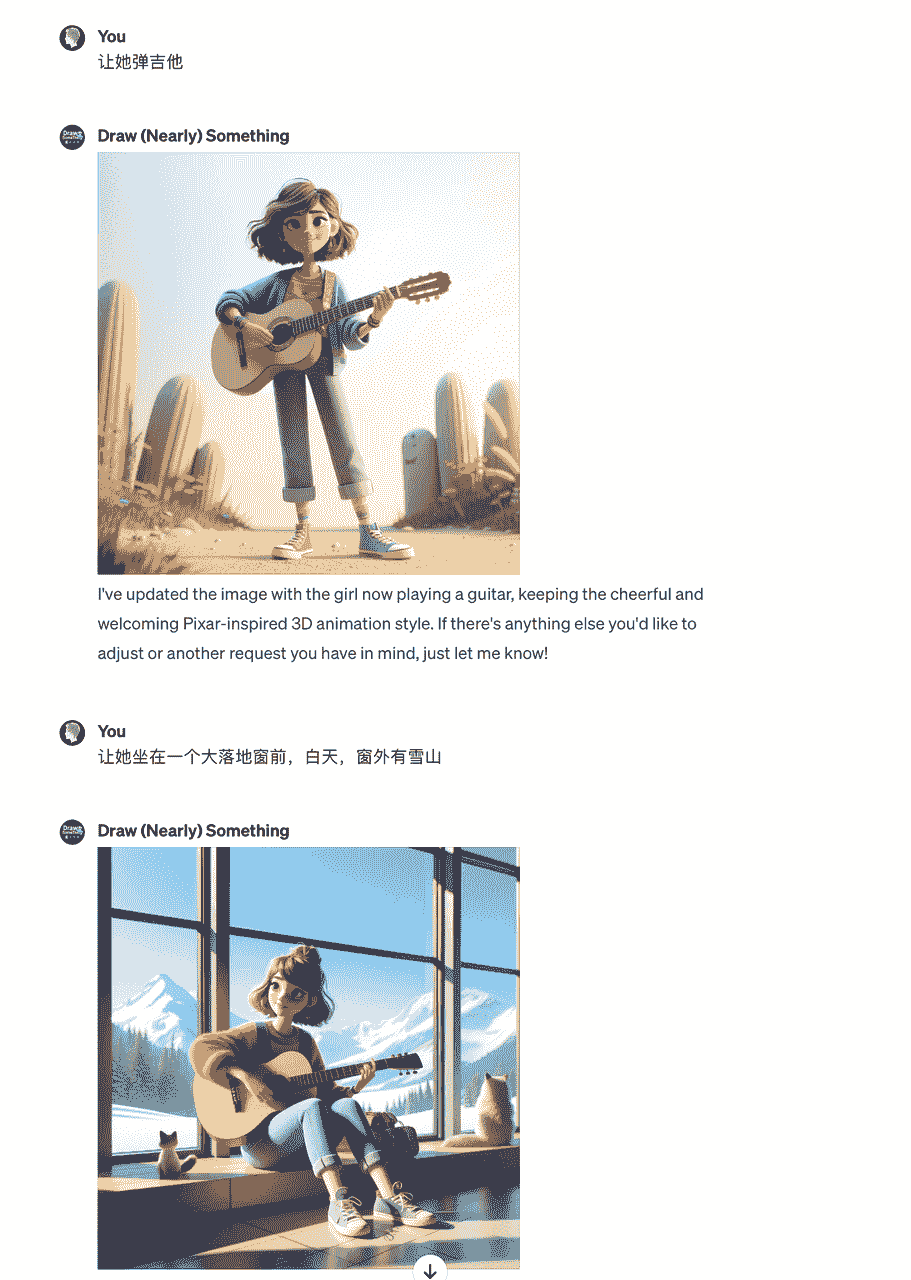 You
让她弹吉他
Draw (Nearly) Something
I've updated the image with the girl now playing a guitar, keeping the cheerful and
welcoming Pixar-inspired 3D animation style. If there's anything else you'd like to
adjust or another request you have in mind, just let me know!
You
让她坐在一个大落地窗前，白天，窗外有雪山
Draw (Nearly) Something